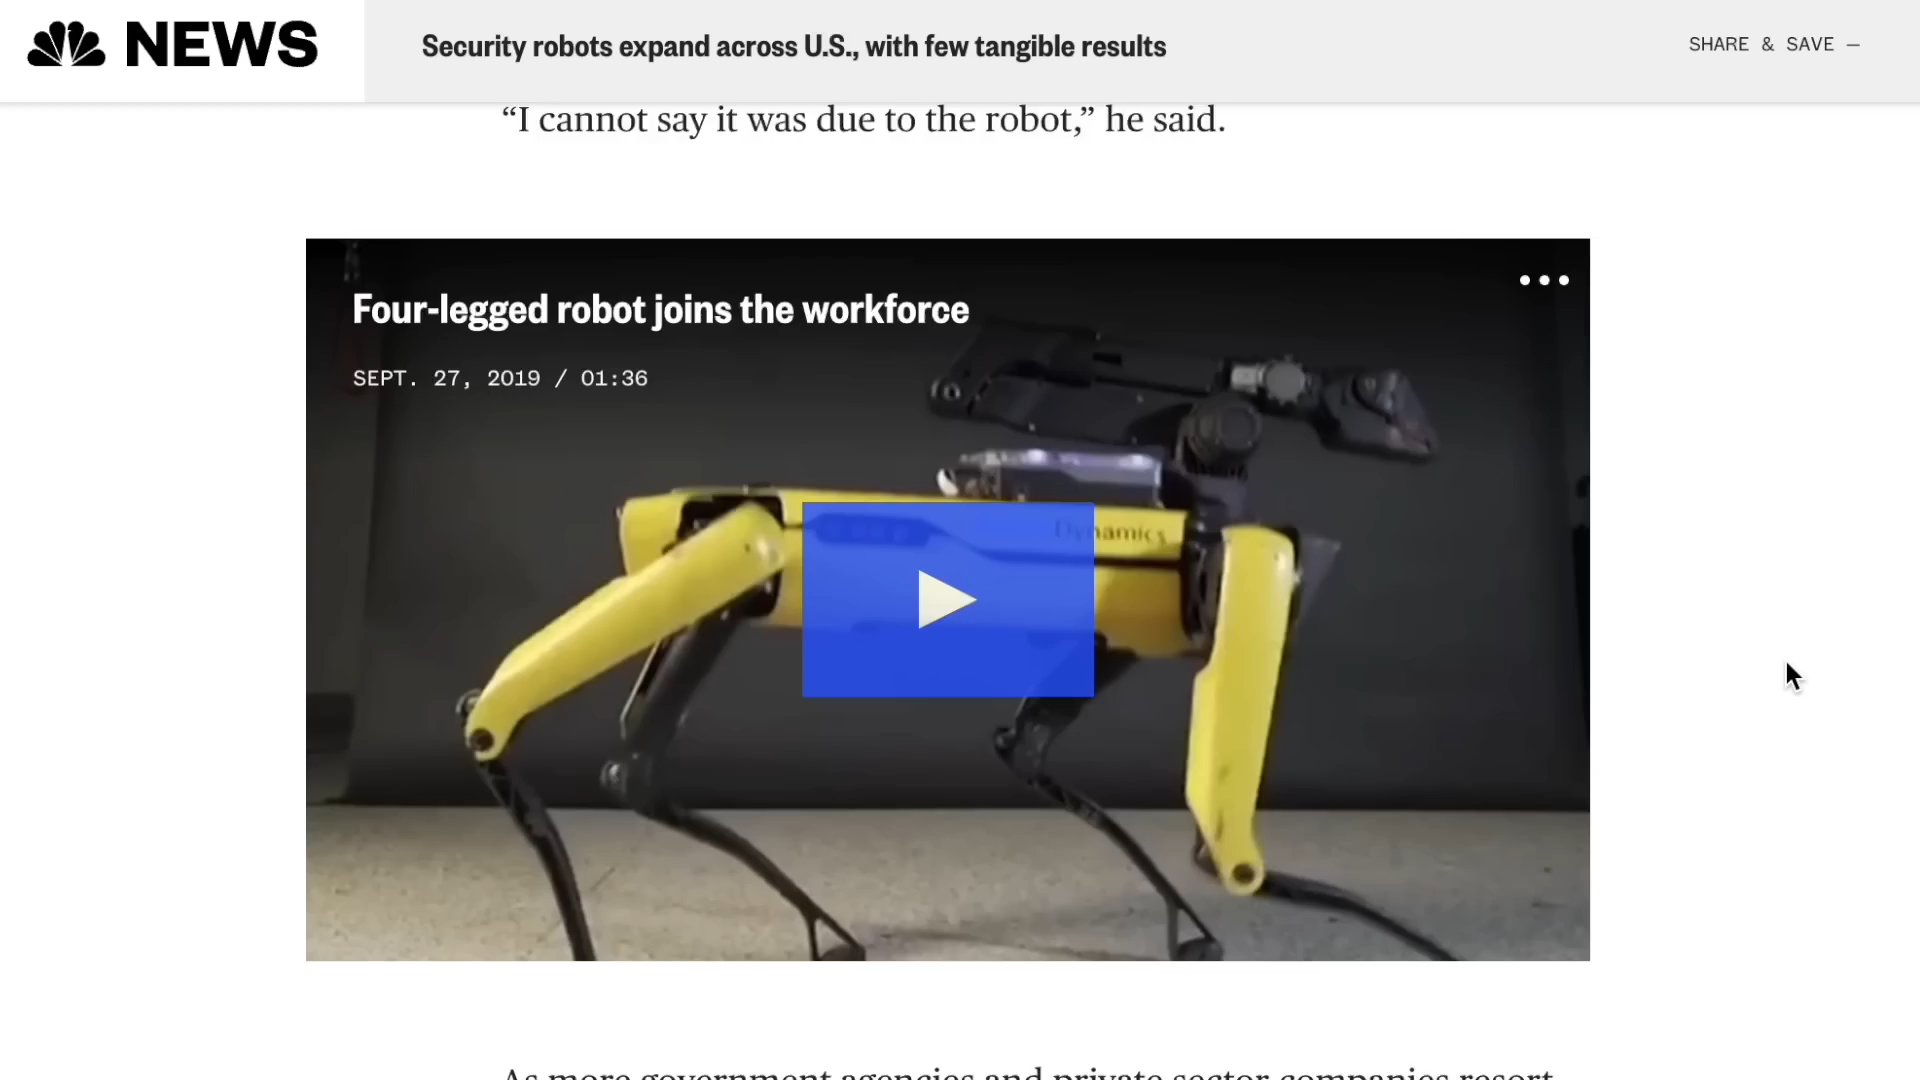 NEWS
Security robots expand across U.S., with few tangible results
SHARE & SAVE —
“I cannot say it was due to the robot,” he said.
Four-legged robot joins the workforce
SEPT. 27, 2019 / 01:36
Dynamics
As more government agencies and private sector companies resort